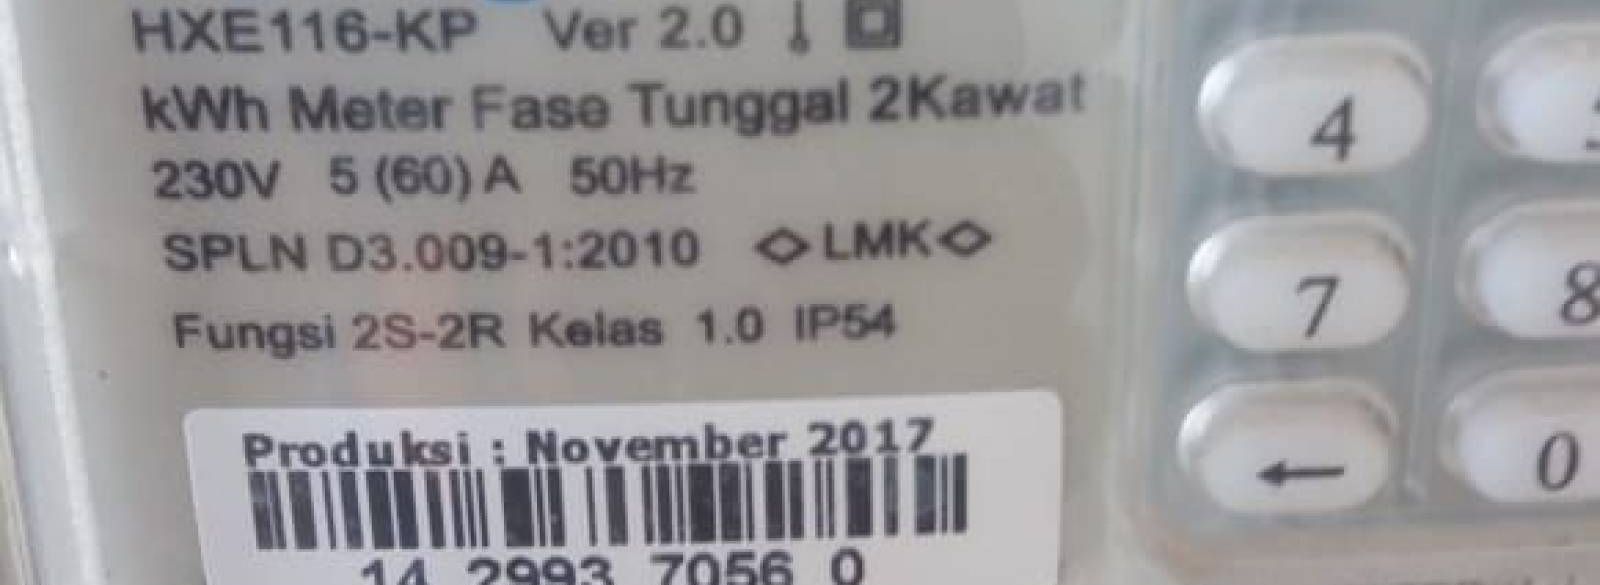 HXE116-KP Ver 2.0
kWh Meter Fase Tunggal 2Kawat
230V 5 (60) A 50Hz
SPLN D3.009-1:2010 LMK
Fungsi 2S-2R Kelas 1.0 IP54
Produksi : November 2017
14 2993 7056 0
4
7 8
← 0